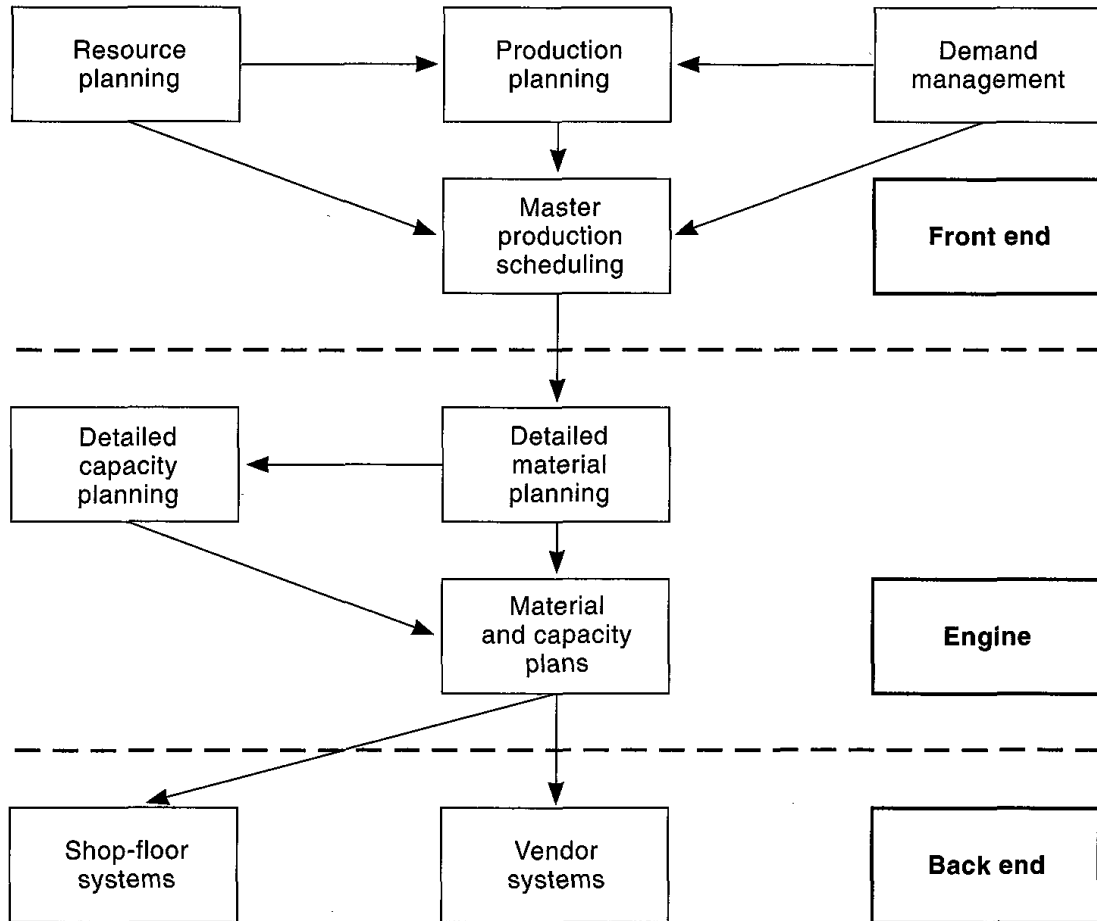 Resource
planning
Production
planning
Demand
management
Master
production
scheduling
Front end
Detailed
capacity
planning
Detailed
material
planning
Material
and capacity
plans
Engine
Shop-floor
systems
Vendor
systems
Back end